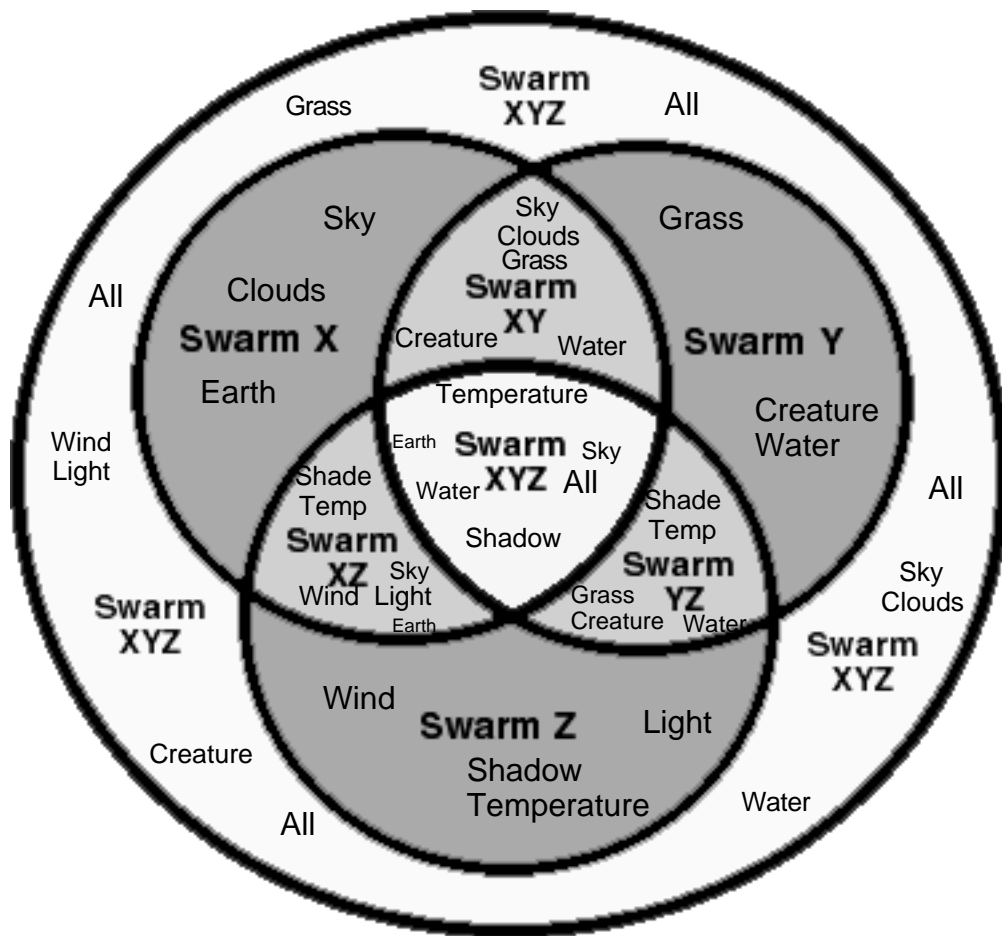 Swarm
XYZ
Grass
All
Sky
Sky
Clouds
Grass
Grass
All
Clouds
Swarm X
Swarm
XY
Swarm Y
Creature
Water
Earth
Temperature
Creature
Water
Wind
Light
Earth
Swarm
XYZ
Sky
All
Water
Shadow
Shade
Temp
Shade
Temp
All
Swarm
XZ
Sky
Wind
Light
Earth
Swarm
YZ
Grass
Creature
Water
Sky
Clouds
Swarm
XYZ
Swarm
XYZ
Wind
Swarm Z
Light
Shadow
Temperature
Creature
All
Water